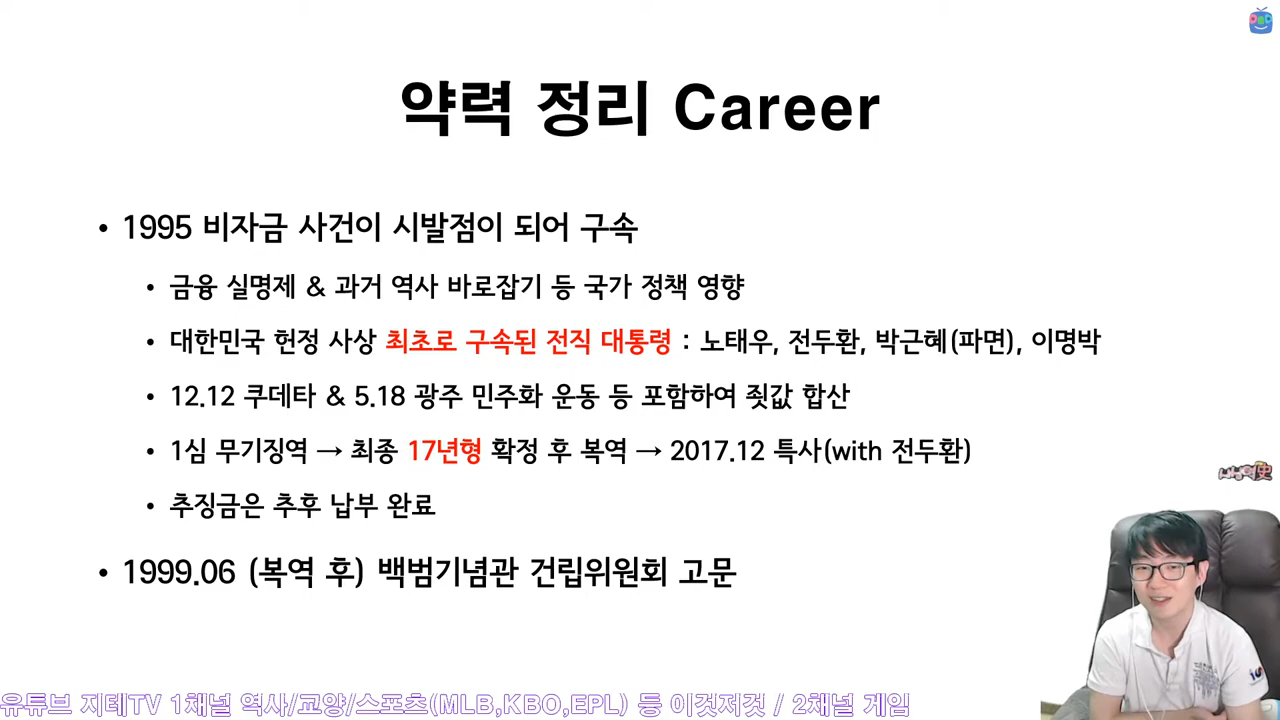 약력 정리 Career
• 1995 비자금 사건이 시발점이 되어 구속
• 금융 실명제 & 과거 역사 바로잡기 등 국가 정책 영향
• 대한민국 헌정 사상 최초로 구속된 전직 대통령 : 노태우, 전두환, 박근혜(파면), 이명박
• 12.12 쿠데타 & 5.18 광주 민주화 운동 등 포함하여 죗값 합산
• 1심 무기징역 → 최종 17년형 확정 후 복역 → 2017.12 특사(with 전두환)
• 추징금은 추후 납부 완료
• 1999.06 (복역 후) 백범기념관 건립위원회 고문
유튜브 지테TV 1채널 역사/교양/스포츠(MLB,KBO,EPL) 등 이것저것 / 2채널 게임